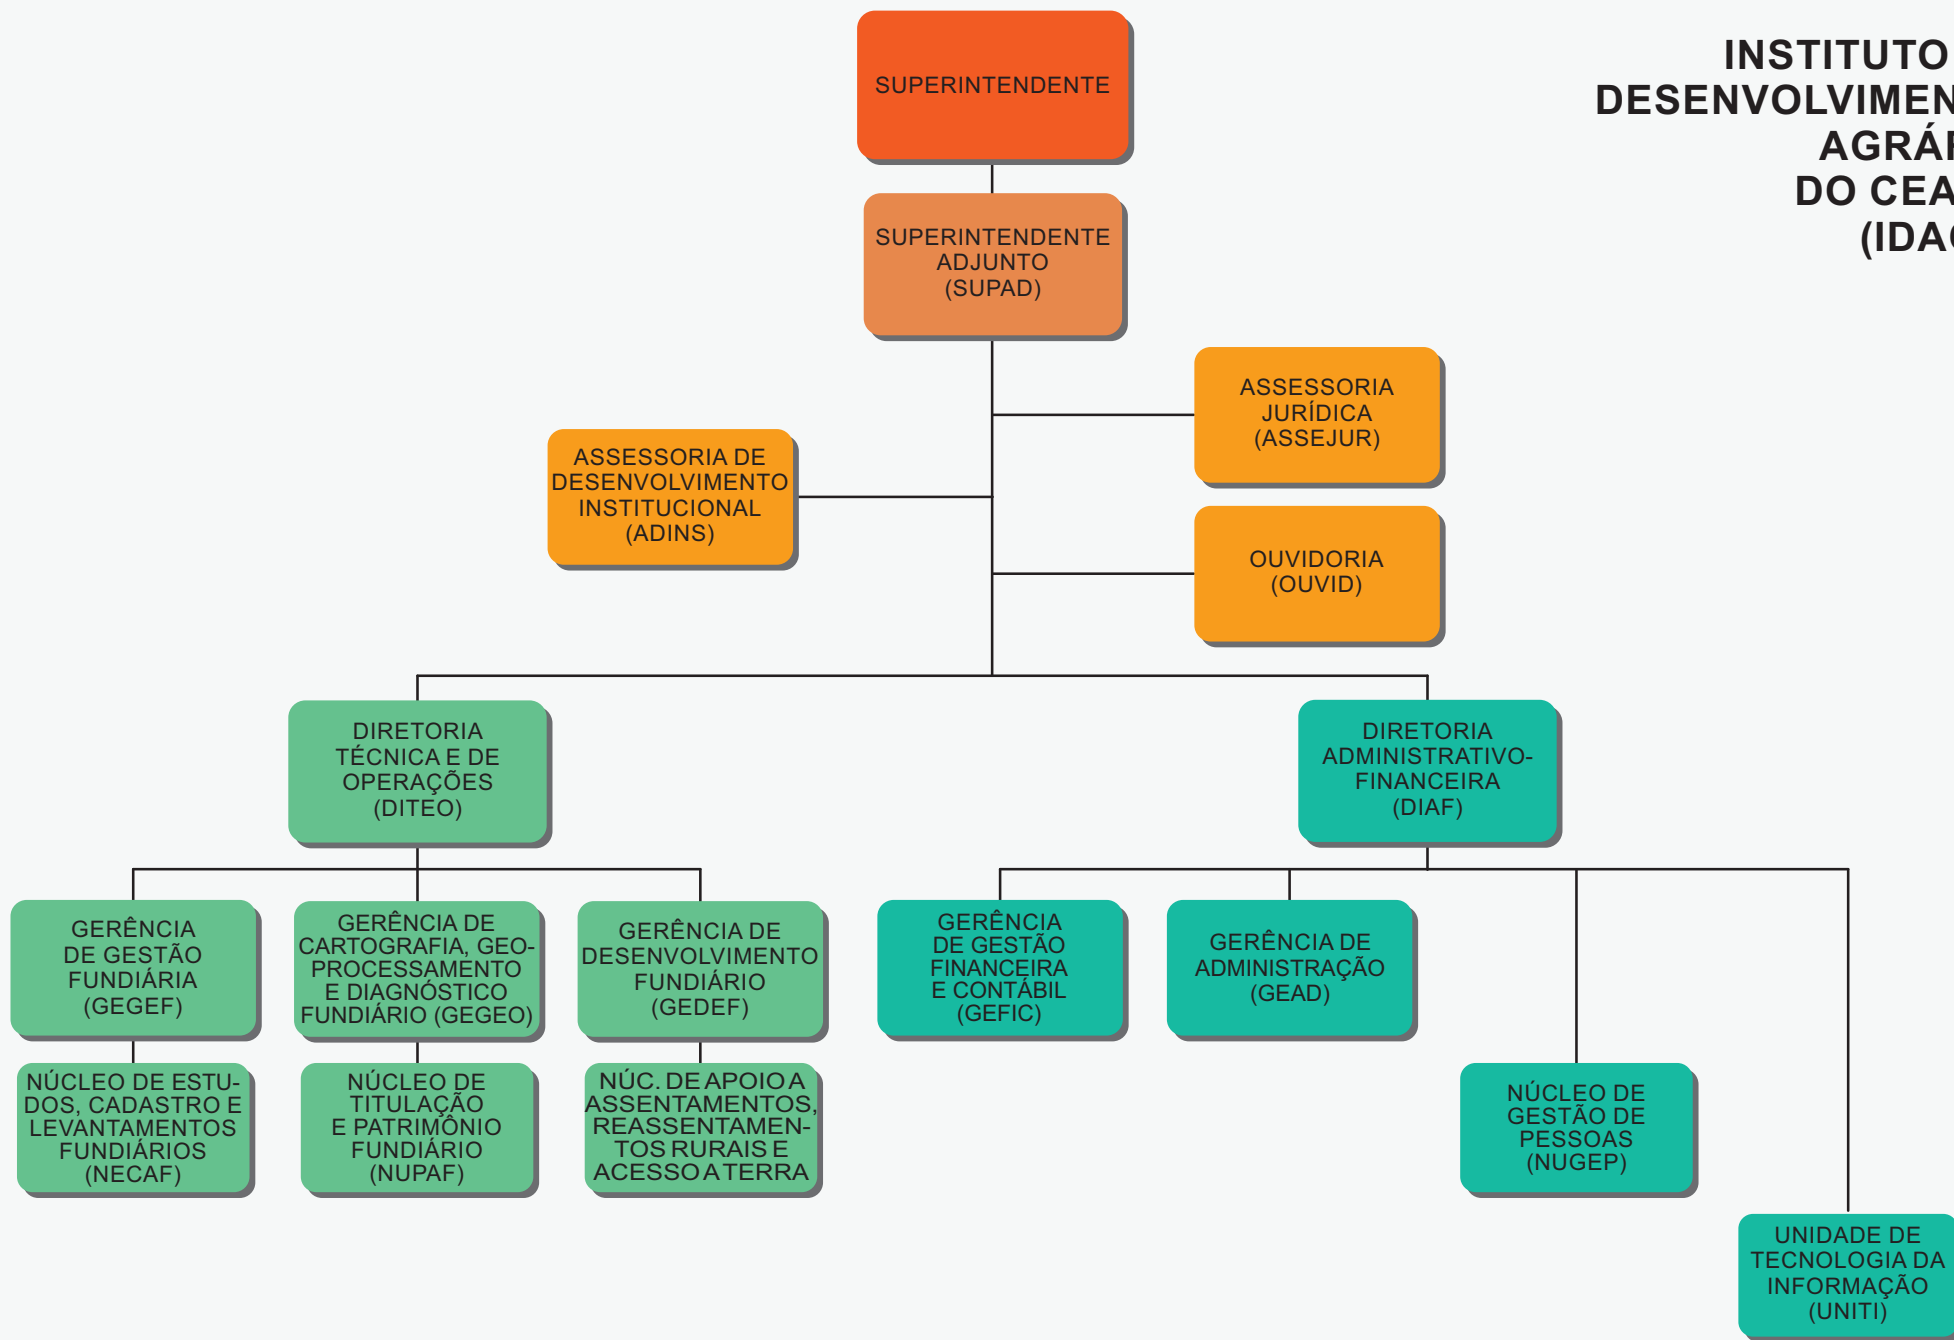 INSTITUTO
DESENVOLVIMEN
AGRÁR
DO CEA
(IDAC
SUPERINTENDENTE
SUPERINTENDENTE
ADJUNTO
(SUPAD)
ASSESSORIA
JURÍDICA
(ASSEJUR)
ASSESSORIA DE
DESENVOLVIMENTO
INSTITUCIONAL
(ADINS)
OUVIDORIA
(OUVID)
DIRETORIA
TÉCNICA E DE
OPERAÇÕES
(DITEO)
DIRETORIA
ADMINISTRATIVO-
FINANCEIRA
(DIAF)
GERÊNCIA
DE GESTÃO
FUNDIÁRIA
(GEGEF)
GERÊNCIA DE
CARTOGRAFIA, GEO-
PROCESSAMENTO
E DIAGNÓSTICO
FUNDIÁRIO (GEGEO)
GERÊNCIA DE
DESENVOLVIMENTO
FUNDIÁRIO
(GEDEF)
GERÊNCIA
DE GESTÃO
FINANCEIRA
E CONTÁBIL
(GEFIC)
GERÊNCIA DE
ADMINISTRAÇÃO
(GEAD)
NÚCLEO DE ESTU-
DOS, CADASTRO E
LEVANTAMENTOS
FUNDIÁRIOS
(NECAF)
NÚCLEO DE
TITULAÇÃO
E PATRIMÔNIO
FUNDIÁRIO
(NUPAF)
NÚC. DE APOIO A
ASSENTAMENTOS,
REASSENTAMEN-
TOS RURAIS E
ACESSO A TERRA
NÚCLEO DE
GESTÃO DE
PESSOAS
(NUGEP)
UNIDADE DE
TECNOLOGIA DA
INFORMAÇÃO
(UNITI)